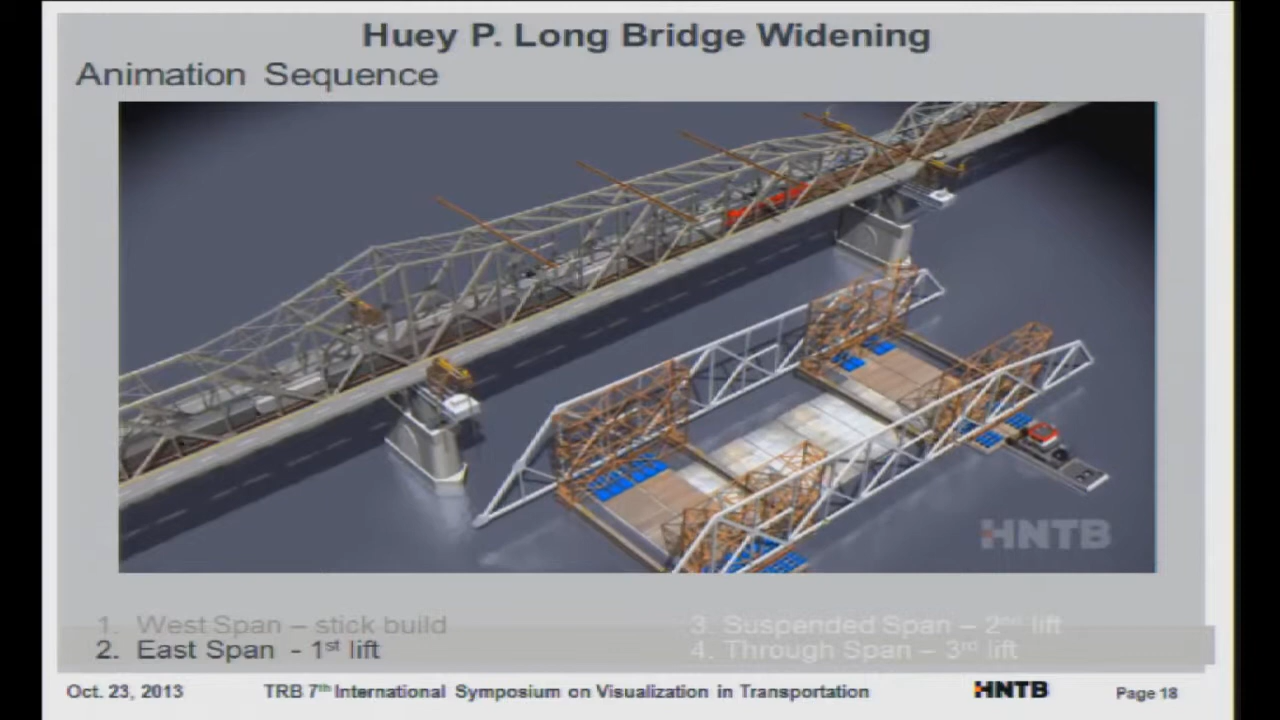 Huey P. Long Bridge Widening
Animation Sequence
HNTB
1. West Span – stick build
2. East Span - 1st lift
3. Suspended Span – 2nd lift
4. Through Span – 3rd lift
Oct. 23, 2013
TRB 7th International Symposium on Visualization in Transportation
HNTB
Page 18